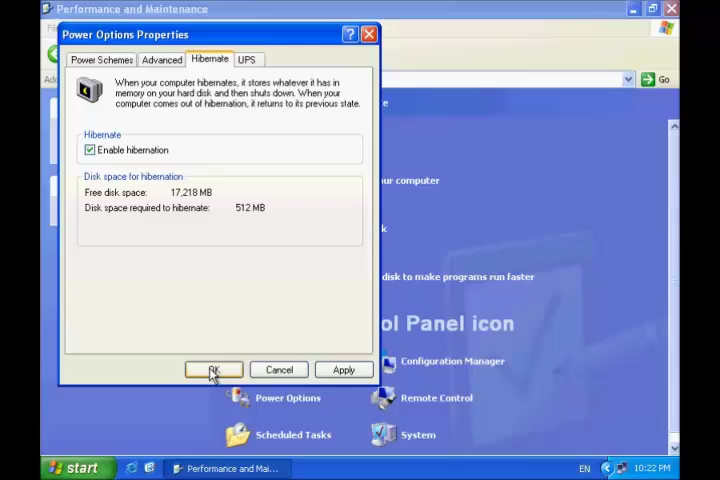 Performance and Maintenance
Power Options Properties
Power Schemes
Advanced
Hibernate
UPS
When your computer hibernates, it stores whatever it has in
memory on your hard disk and then shuts down. When your
computer comes out of hibernation, it returns to its previous state.
Hibernate
Enable hibernation
Disk space for hibernation
Free disk space: 17,218 MB
Disk space required to hibernate: 512 MB
OK
Cancel
Apply
Go
our computer
disk to make programs run faster
ol Panel icon
Configuration Manager
Power Options
Remote Control
Scheduled Tasks
System
start
Performance and Mai...
EN
10:22 PM